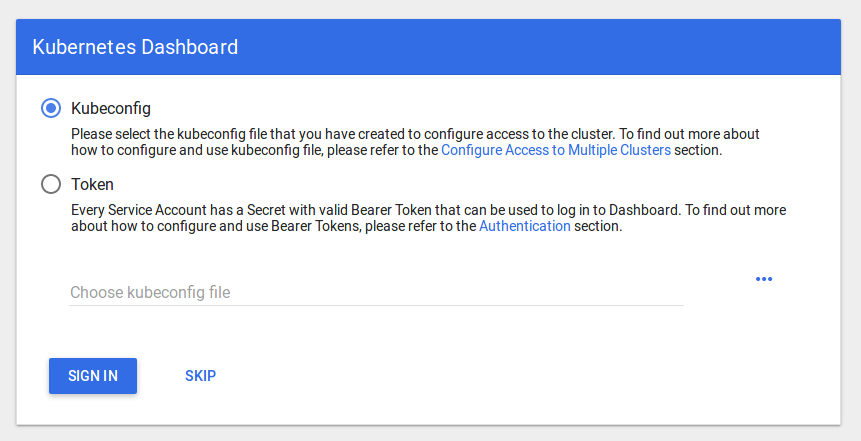 Kubernetes Dashboard
Kubeconfig
Please select the kubeconfig file that you have created to configure access to the cluster. To find out more about
how to configure and use kubeconfig file, please refer to the Configure Access to Multiple Clusters section.
Token
Every Service Account has a Secret with valid Bearer Token that can be used to log in to Dashboard. To find out more
about how to configure and use Bearer Tokens, please refer to the Authentication section.
Choose kubeconfig file
SIGN IN SKIP